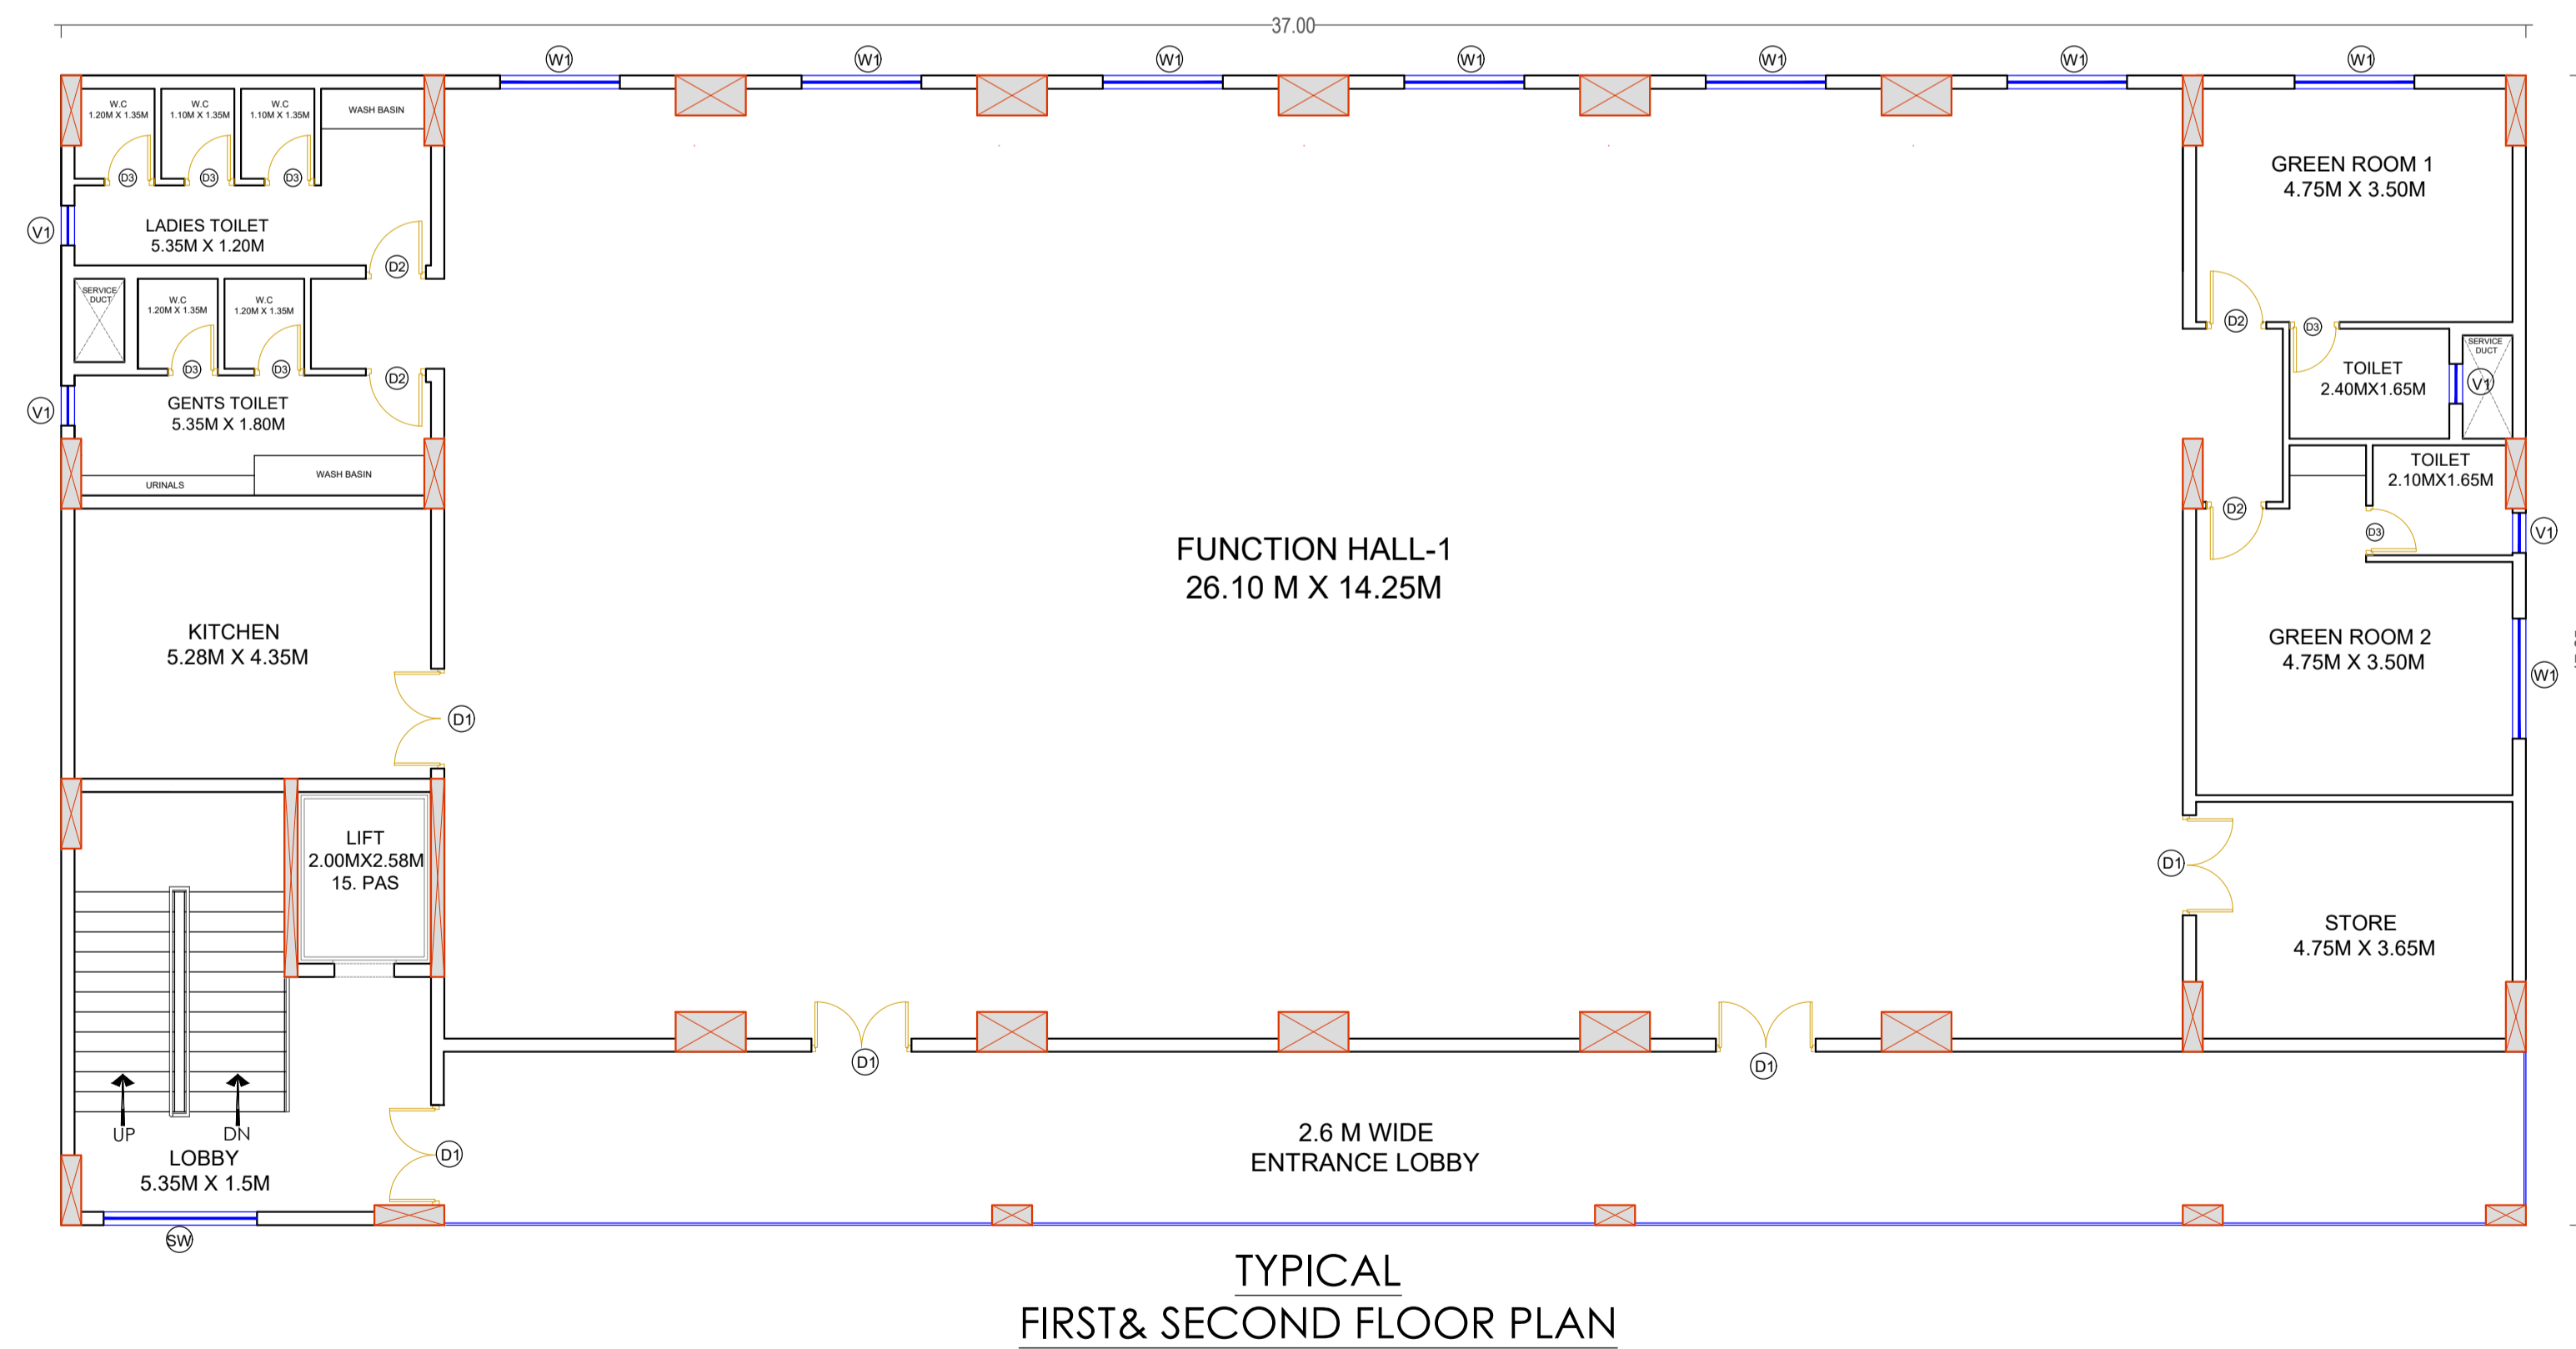 37.00
W1
W1
W1
W1
W1
W1
W1
W.C
1.20M X 1.35M
W.C
1.10M X 1.35M
W.C
1.10M X 1.35M
WASH BASIN
D3
D3
D3
GREEN ROOM 1
4.75M X 3.50M
V1
LADIES TOILET
5.35M X 1.20M
D2
SERVICE
DUCT
W.C
1.20M X 1.35M
W.C
1.20M X 1.35M
D3
D3
D2
D2
D3
SERVICE
DUCT
TOILET
2.40MX1.65M
V1
V1
GENTS TOILET
5.35M X 1.80M
URINALS
WASH BASIN
TOILET
2.10MX1.65M
D2
D3
V1
FUNCTION HALL-1
26.10 M X 14.25M
KITCHEN
5.28M X 4.35M
D1
GREEN ROOM 2
4.75M X 3.50M
W1
LIFT
2.00MX2.58M
15. PAS
D1
STORE
4.75M X 3.65M
D1
D1
UP
DN
LOBBY
5.35M X 1.5M
D1
2.6 M WIDE
ENTRANCE LOBBY
SW
TYPICAL
FIRST& SECOND FLOOR PLAN